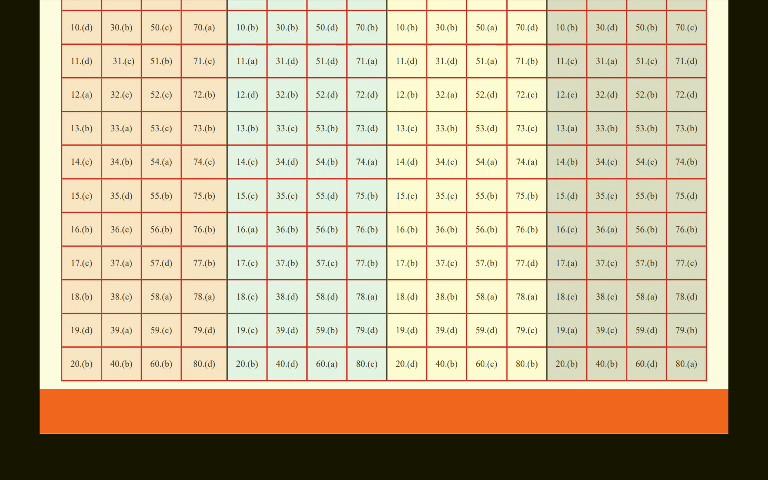 10.(d) 30.(b) 50.(c) 70.(a) 10.(b) 30.(b) 50.(d) 70.(b) 10.(b) 30.(b) 50.(a) 70.(d) 10.(b) 30.(d) 50.(b) 70.(c)
11.(d) 31.(c) 51.(b) 71.(c) 11.(a) 31.(d) 51.(d) 71.(a) 11.(d) 31.(d) 51.(a) 71.(b) 11.(c) 31.(a) 51.(c) 71.(d)
12.(a) 32.(c) 52.(c) 72.(b) 12.(d) 32.(b) 52.(d) 72.(d) 12.(b) 32.(a) 52.(d) 72.(c) 12.(c) 32.(d) 52.(b) 72.(d)
13.(b) 33.(a) 53.(c) 73.(b) 13.(b) 33.(c) 53.(b) 73.(d) 13.(c) 33.(b) 53.(d) 73.(c) 13.(a) 33.(b) 53.(b) 73.(b)
14.(c) 34.(b) 54.(a) 74.(c) 14.(c) 34.(d) 54.(b) 74.(a) 14.(d) 34.(c) 54.(a) 74.(a) 14.(b) 34.(c) 54.(c) 74.(b)
15.(c) 35.(d) 55.(b) 75.(b) 15.(c) 35.(c) 55.(d) 75.(b) 15.(c) 35.(c) 55.(b) 75.(b) 15.(d) 35.(c) 55.(b) 75.(d)
16.(b) 36.(c) 56.(b) 76.(b) 16.(a) 36.(b) 56.(b) 76.(b) 16.(b) 36.(b) 56.(b) 76.(b) 16.(c) 36.(a) 56.(b) 76.(b)
17.(c) 37.(a) 57.(d) 77.(b) 17.(c) 37.(b) 57.(c) 77.(b) 17.(b) 37.(c) 57.(b) 77.(d) 17.(a) 37.(c) 57.(b) 77.(c)
18.(b) 38.(c) 58.(a) 78.(a) 18.(c) 38.(d) 58.(d) 78.(a) 18.(d) 38.(b) 58.(a) 78.(a) 18.(c) 38.(c) 58.(a) 78.(d)
19.(d) 39.(a) 59.(c) 79.(d) 19.(c) 39.(d) 59.(b) 79.(d) 19.(d) 39.(d) 59.(d) 79.(c) 19.(a) 39.(c) 59.(d) 79.(b)
20.(b) 40.(b) 60.(b) 80.(d) 20.(b) 40.(d) 60.(a) 80.(c) 20.(d) 40.(b) 60.(c) 80.(b) 20.(b) 40.(b) 60.(d) 80.(a)